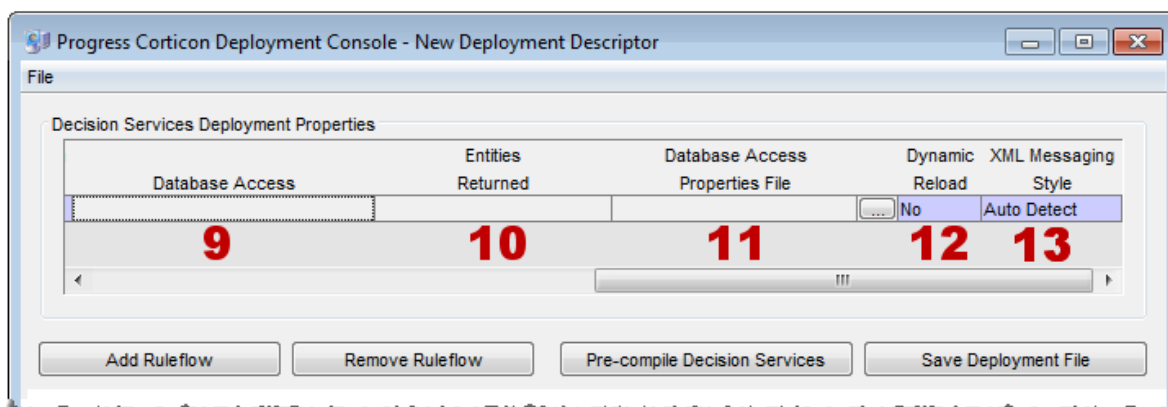 Progress Corticon Deployment Console - New Deployment Descriptor
File
Decision Services Deployment Properties
Database Access
Entities Returned
Database Access Properties File
Dynamic Reload
XML Messaging Style
...
No
Auto Detect
9
10
11
12
13
Add Ruleflow
Remove Ruleflow
Pre-compile Decision Services
Save Deployment File